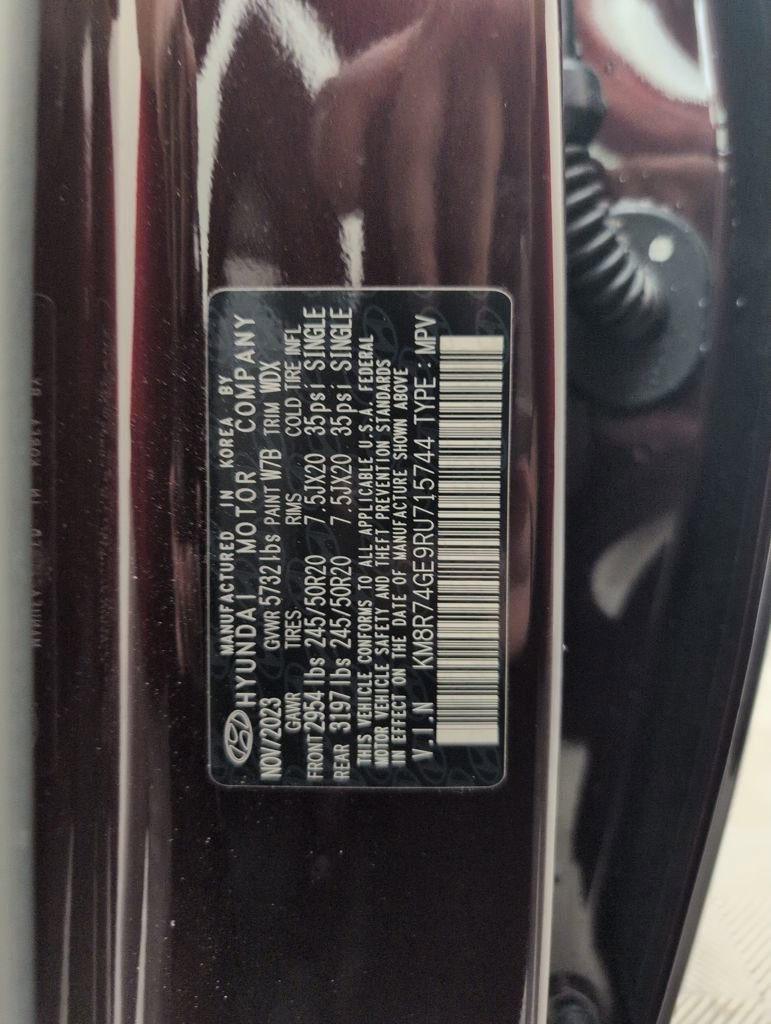 MANUFACTURED IN KOREA BY
HYUNDAI MOTOR COMPANY
NOV/2023 GVWR 5732 lbs PAINT W7B TRIM WDX
GAWR TIRES RIMS COLD TIRE INFL
FRONT 2954 lbs 245/50R20 7.5JX20 35psi SINGLE
REAR 3197 lbs 245/50R20 7.5JX20 35psi SINGLE
THIS VEHICLE CONFORMS TO ALL APPLICABLE U.S.A. FEDERAL
MOTOR VEHICLE SAFETY AND THEFT PREVENTION STANDARDS
IN EFFECT ON THE DATE OF MANUFACTURE SHOWN ABOVE
V.I.N KM8R74GE9RU715744 TYPE : MPV